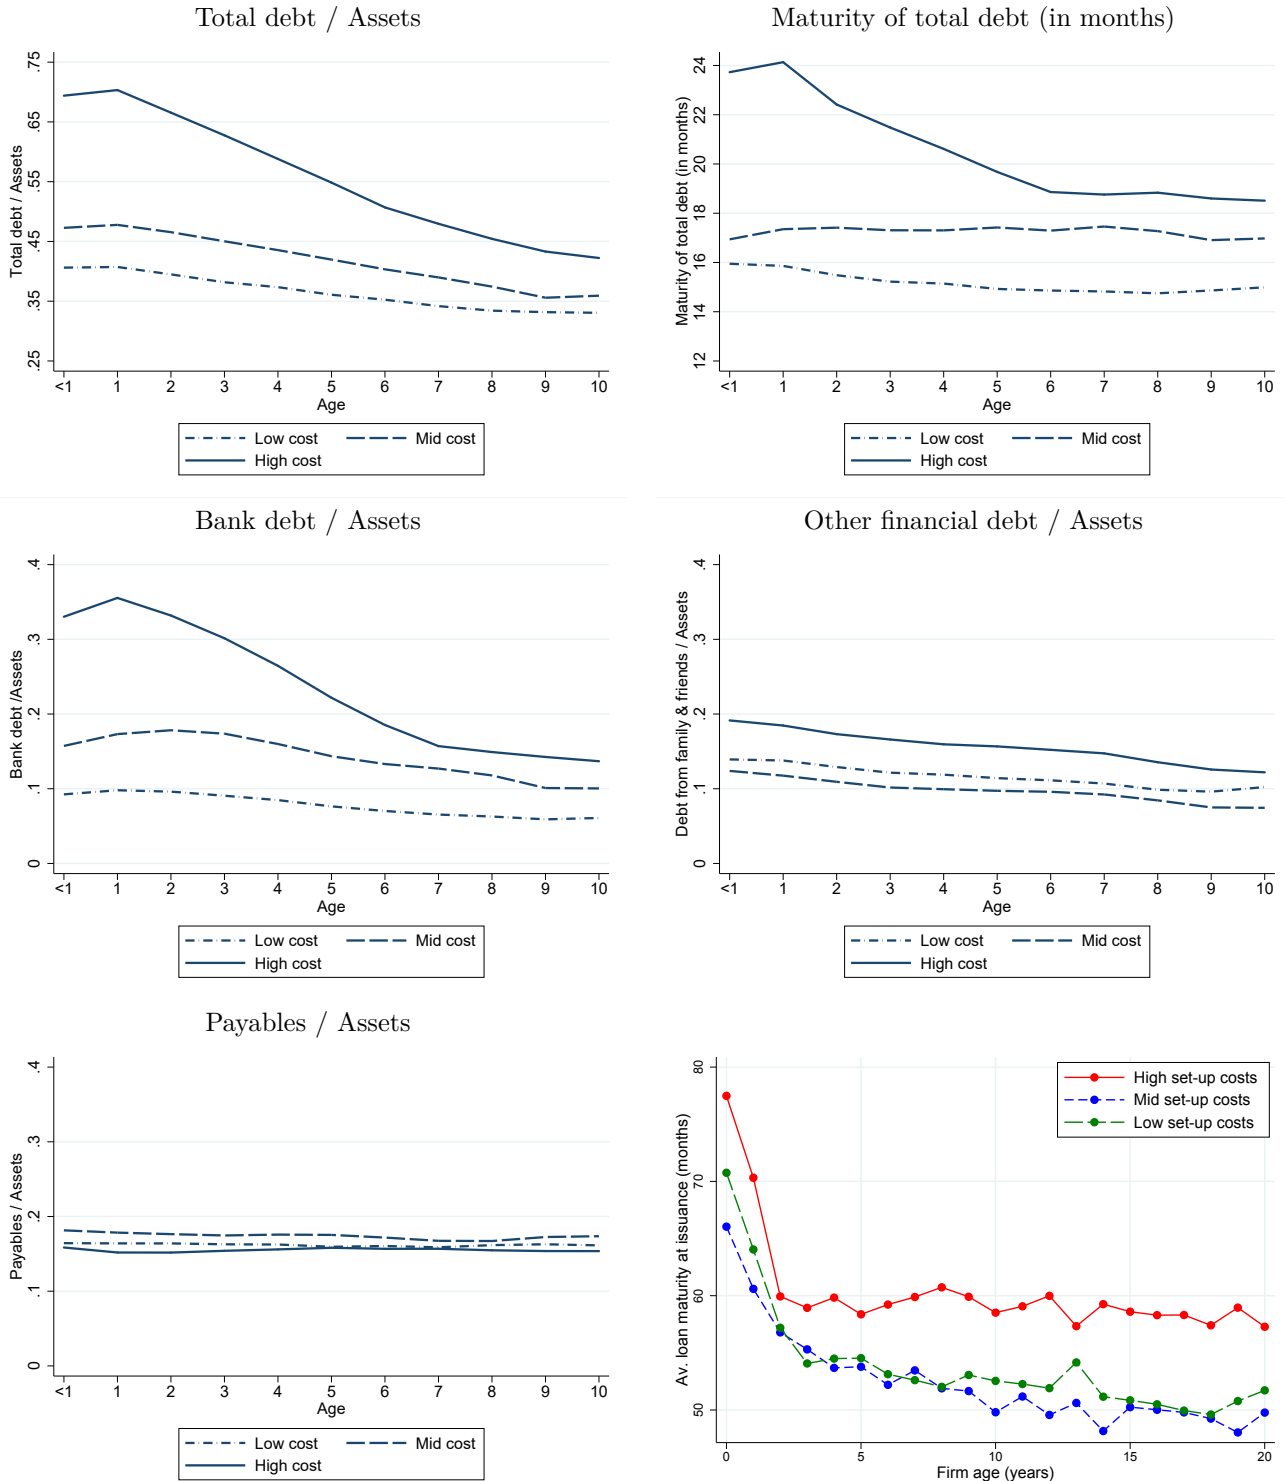 Total debt / Assets
Total debt / Assets
.75
.65
.55
.45
.35
.25
<1 1 2 3 4 5 6 7 8 9 10
Age
Low cost Mid cost
High cost
Maturity of total debt (in months)
Maturity of total debt (in months)
24
22
20
18
16
14
12
<1 1 2 3 4 5 6 7 8 9 10
Age
Low cost Mid cost
High cost
Bank debt / Assets
Bank debt /Assets
.4
.3
.2
.1
0
<1 1 2 3 4 5 6 7 8 9 10
Age
Low cost Mid cost
High cost
Other financial debt / Assets
Debt from family & friends / Assets
.4
.3
.2
.1
0
<1 1 2 3 4 5 6 7 8 9 10
Age
Low cost Mid cost
High cost
Payables / Assets
Payables / Assets
.4
.3
.2
.1
0
<1 1 2 3 4 5 6 7 8 9 10
Age
Low cost Mid cost
High cost
Av. loan maturity at issuance (months)
80
70
60
50
High set-up costs
Mid set-up costs
Low set-up costs
0 5 10 15 20
Firm age (years)